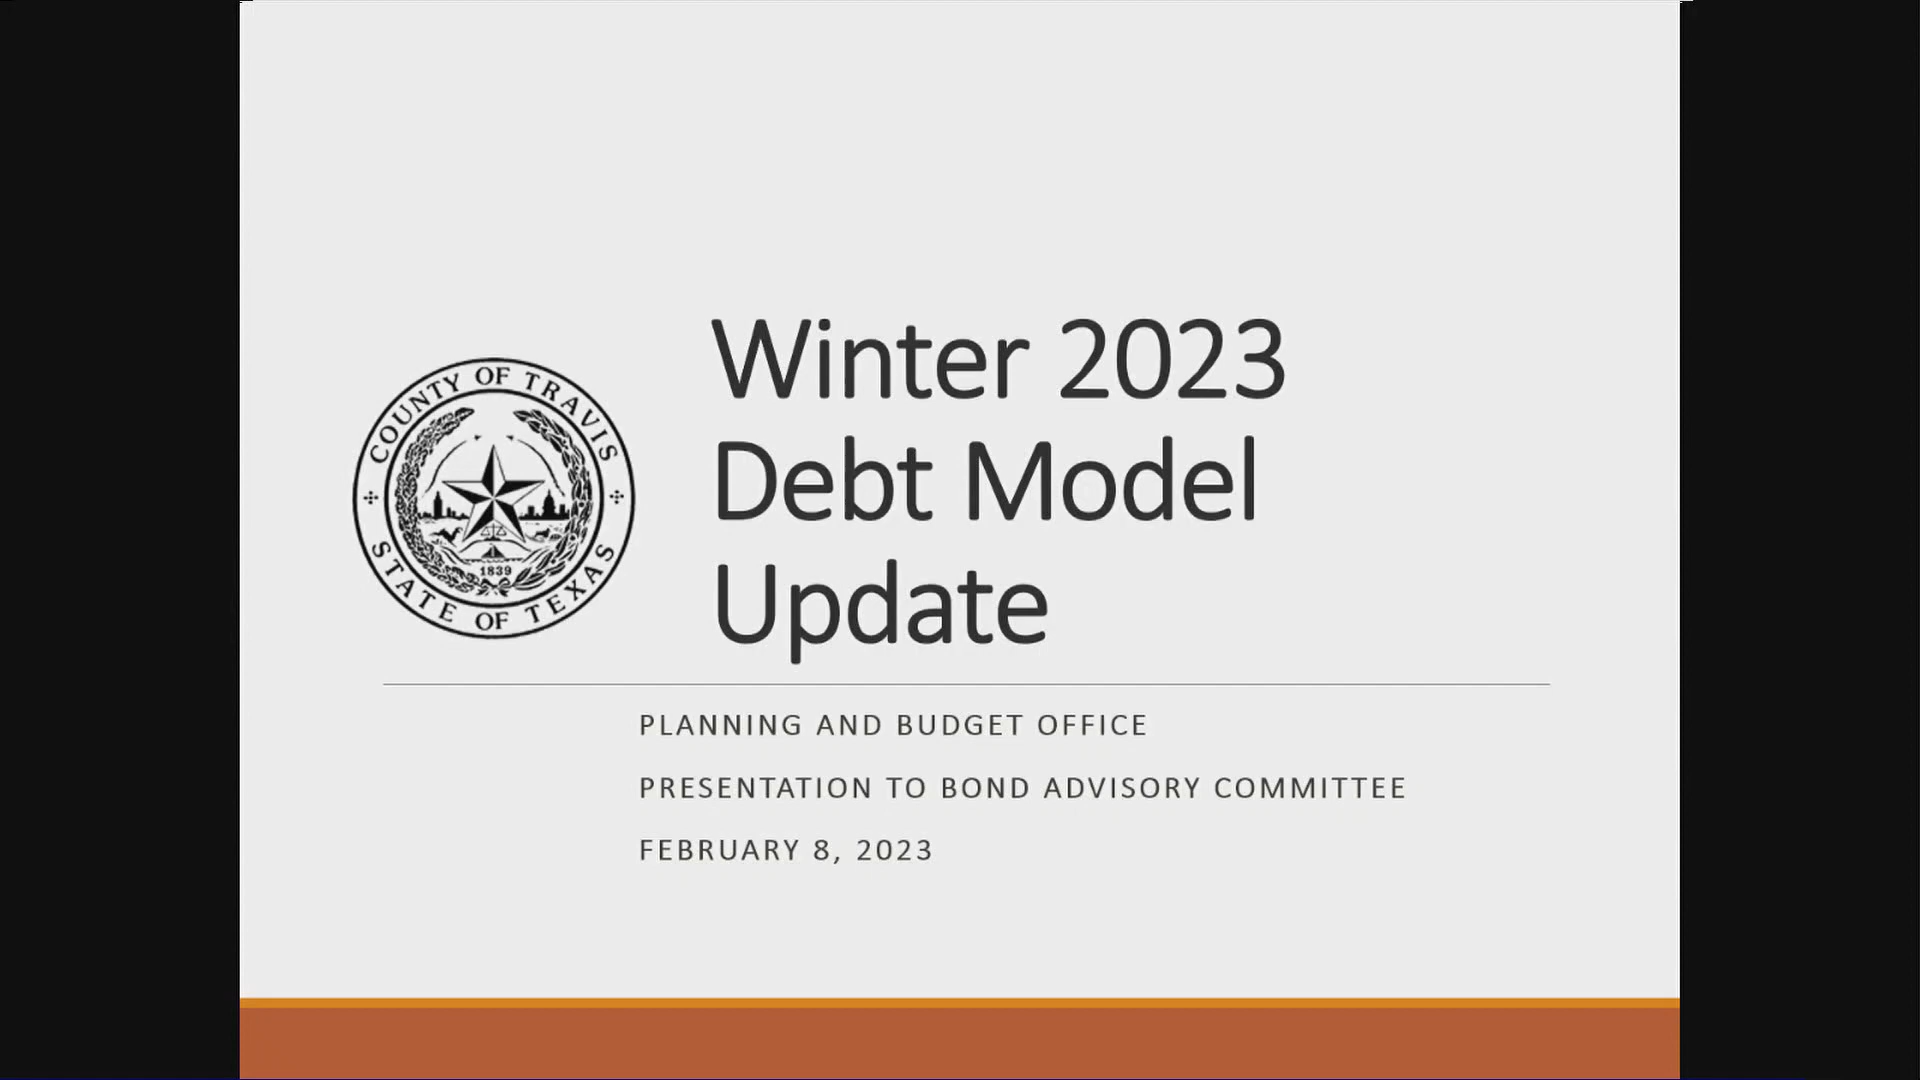 COUNTY OF TRAVIS
1839
STATE OF TEXAS
Winter 2023
Debt Model
Update
PLANNING AND BUDGET OFFICE
PRESENTATION TO BOND ADVISORY COMMITTEE
FEBRUARY 8, 2023